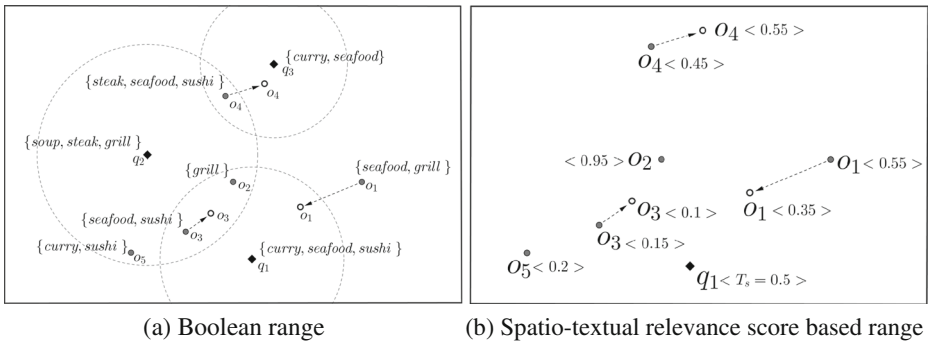 {curry, seafood}
q3
{steak, seafood, sushi }
o4
o4
{soup, steak, grill }
q2
{grill }
o2
{seafood, grill }
o1
o1
{seafood, sushi }
o3
o3
{curry, sushi }
o5
{curry, seafood, sushi }
q1
o4 < 0.55 >
o4 < 0.45 >
< 0.95 > o2
o1 < 0.55 >
o1 < 0.35 >
o3 < 0.1 >
o3 < 0.15 >
o5 < 0.2 >
q1 < Ts = 0.5 >
(a) Boolean range
(b) Spatio-textual relevance score based range